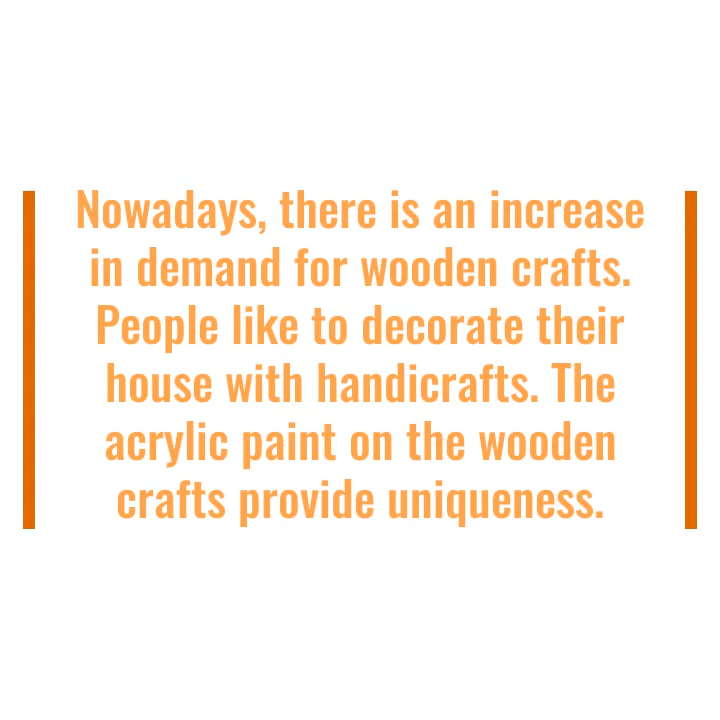 Nowadays, there is an increase
in demand for wooden crafts.
People like to decorate their
house with handicrafts. The
acrylic paint on the wooden
crafts provide uniqueness.